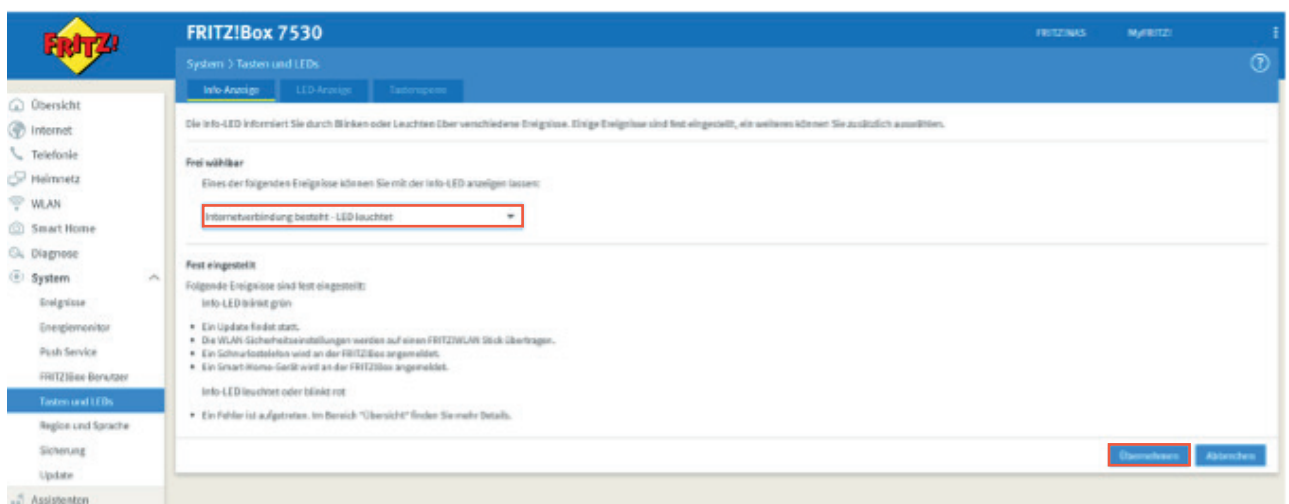 FRITZ!
FRITZ!Box 7530
FRITZ!NAS
MyFRITZ!
System > Tasten und LEDs
?
Info-Anzeige
LED-Anzeige
Tastensperre
Übersicht
Internet
Telefonie
Heimnetz
WLAN
Smart Home
Diagnose
System
Ereignisse
Energiemonitor
Push Service
FRITZ!Box-Benutzer
Tasten und LEDs
Region und Sprache
Sicherung
Update
Assistenten
Die Info-LED informiert Sie durch Blinken oder Leuchten über verschiedene Ereignisse. Einige Ereignisse sind fest eingestellt, ein weiteres können Sie zusätzlich auswählen.
Frei wählbar
Eines der folgenden Ereignisse können Sie mit der Info-LED anzeigen lassen:
Internetverbindung besteht - LED leuchtet
Fest eingestellt
Folgende Ereignisse sind fest eingestellt:
Info-LED blinkt grün
• Ein Update findet statt.
• Die WLAN-Sicherheitseinstellungen werden auf einen FRITZ!WLAN Stick übertragen.
• Ein Schnurlostelefon wird an der FRITZ!Box angemeldet.
• Ein Smart-Home-Gerät wird an der FRITZ!Box angemeldet.
Info-LED leuchtet oder blinkt rot
• Ein Fehler ist aufgetreten. Im Bereich "Übersicht" finden Sie mehr Details.
Übernehmen
Abbrechen